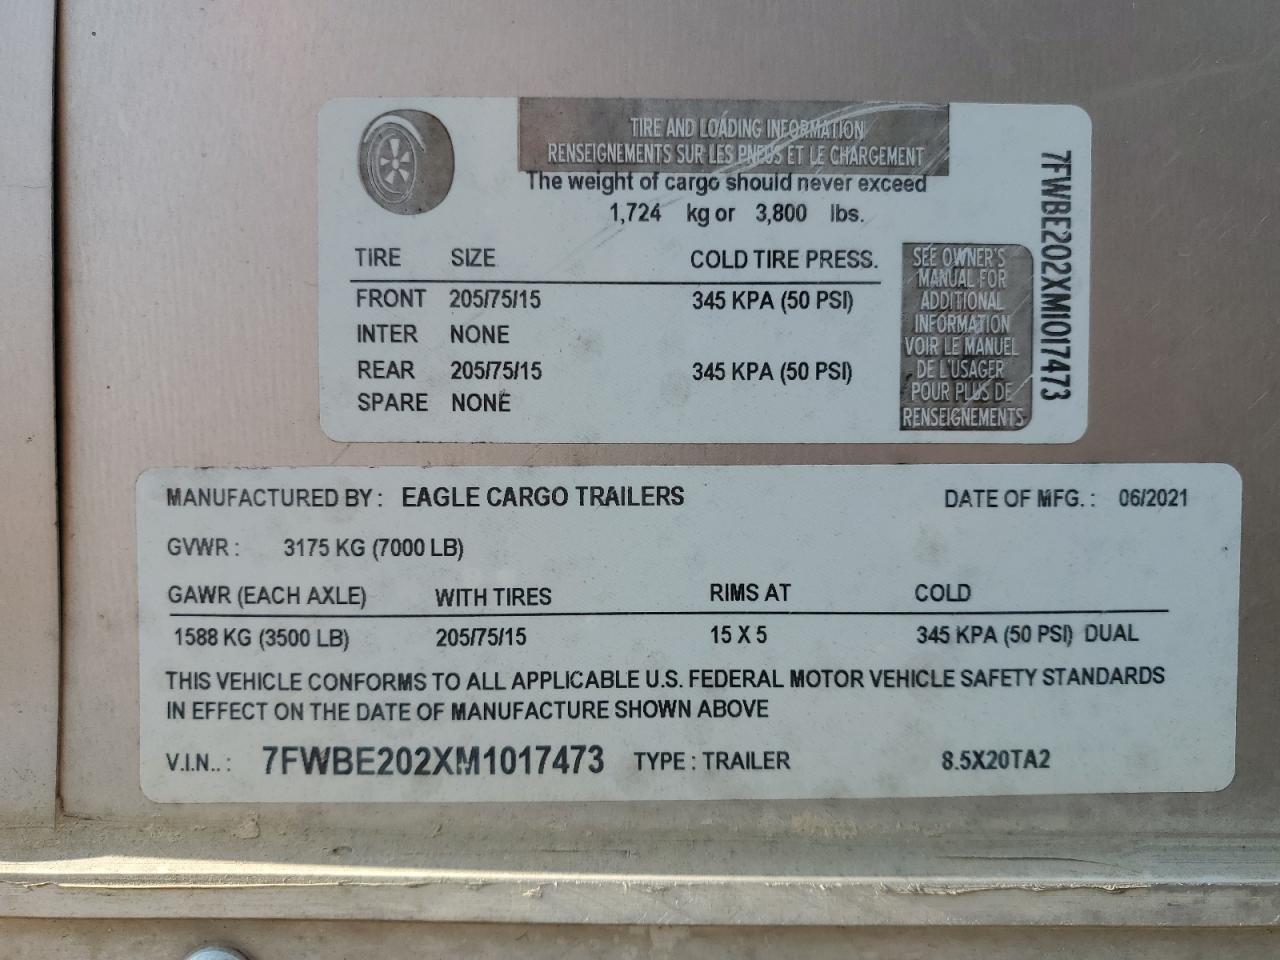 TIRE AND LOADING INFORMATION
RENSEIGNEMENTS SUR LES PNEUS ET LE CHARGEMENT
The weight of cargo should never exceed
1,724 kg or 3,800 lbs.
TIRE SIZE COLD TIRE PRESS.
FRONT 205/75/15 345 KPA (50 PSI)
INTER NONE
REAR 205/75/15 345 KPA (50 PSI)
SPARE NONE
SEE OWNER'S
MANUAL FOR
ADDITIONAL
INFORMATION
VOIR LE MANUEL
DE L'USAGER
POUR PLUS DE
RENSEIGNEMENTS
7FWBE202XM1017473
MANUFACTURED BY : EAGLE CARGO TRAILERS DATE OF MFG. : 06/2021
GVWR : 3175 KG (7000 LB)
GAWR (EACH AXLE) WITH TIRES RIMS AT COLD
1588 KG (3500 LB) 205/75/15 15 X 5 345 KPA (50 PSI) DUAL
THIS VEHICLE CONFORMS TO ALL APPLICABLE U.S. FEDERAL MOTOR VEHICLE SAFETY STANDARDS
IN EFFECT ON THE DATE OF MANUFACTURE SHOWN ABOVE
V.I.N.. : 7FWBE202XM1017473 TYPE : TRAILER 8.5X20TA2